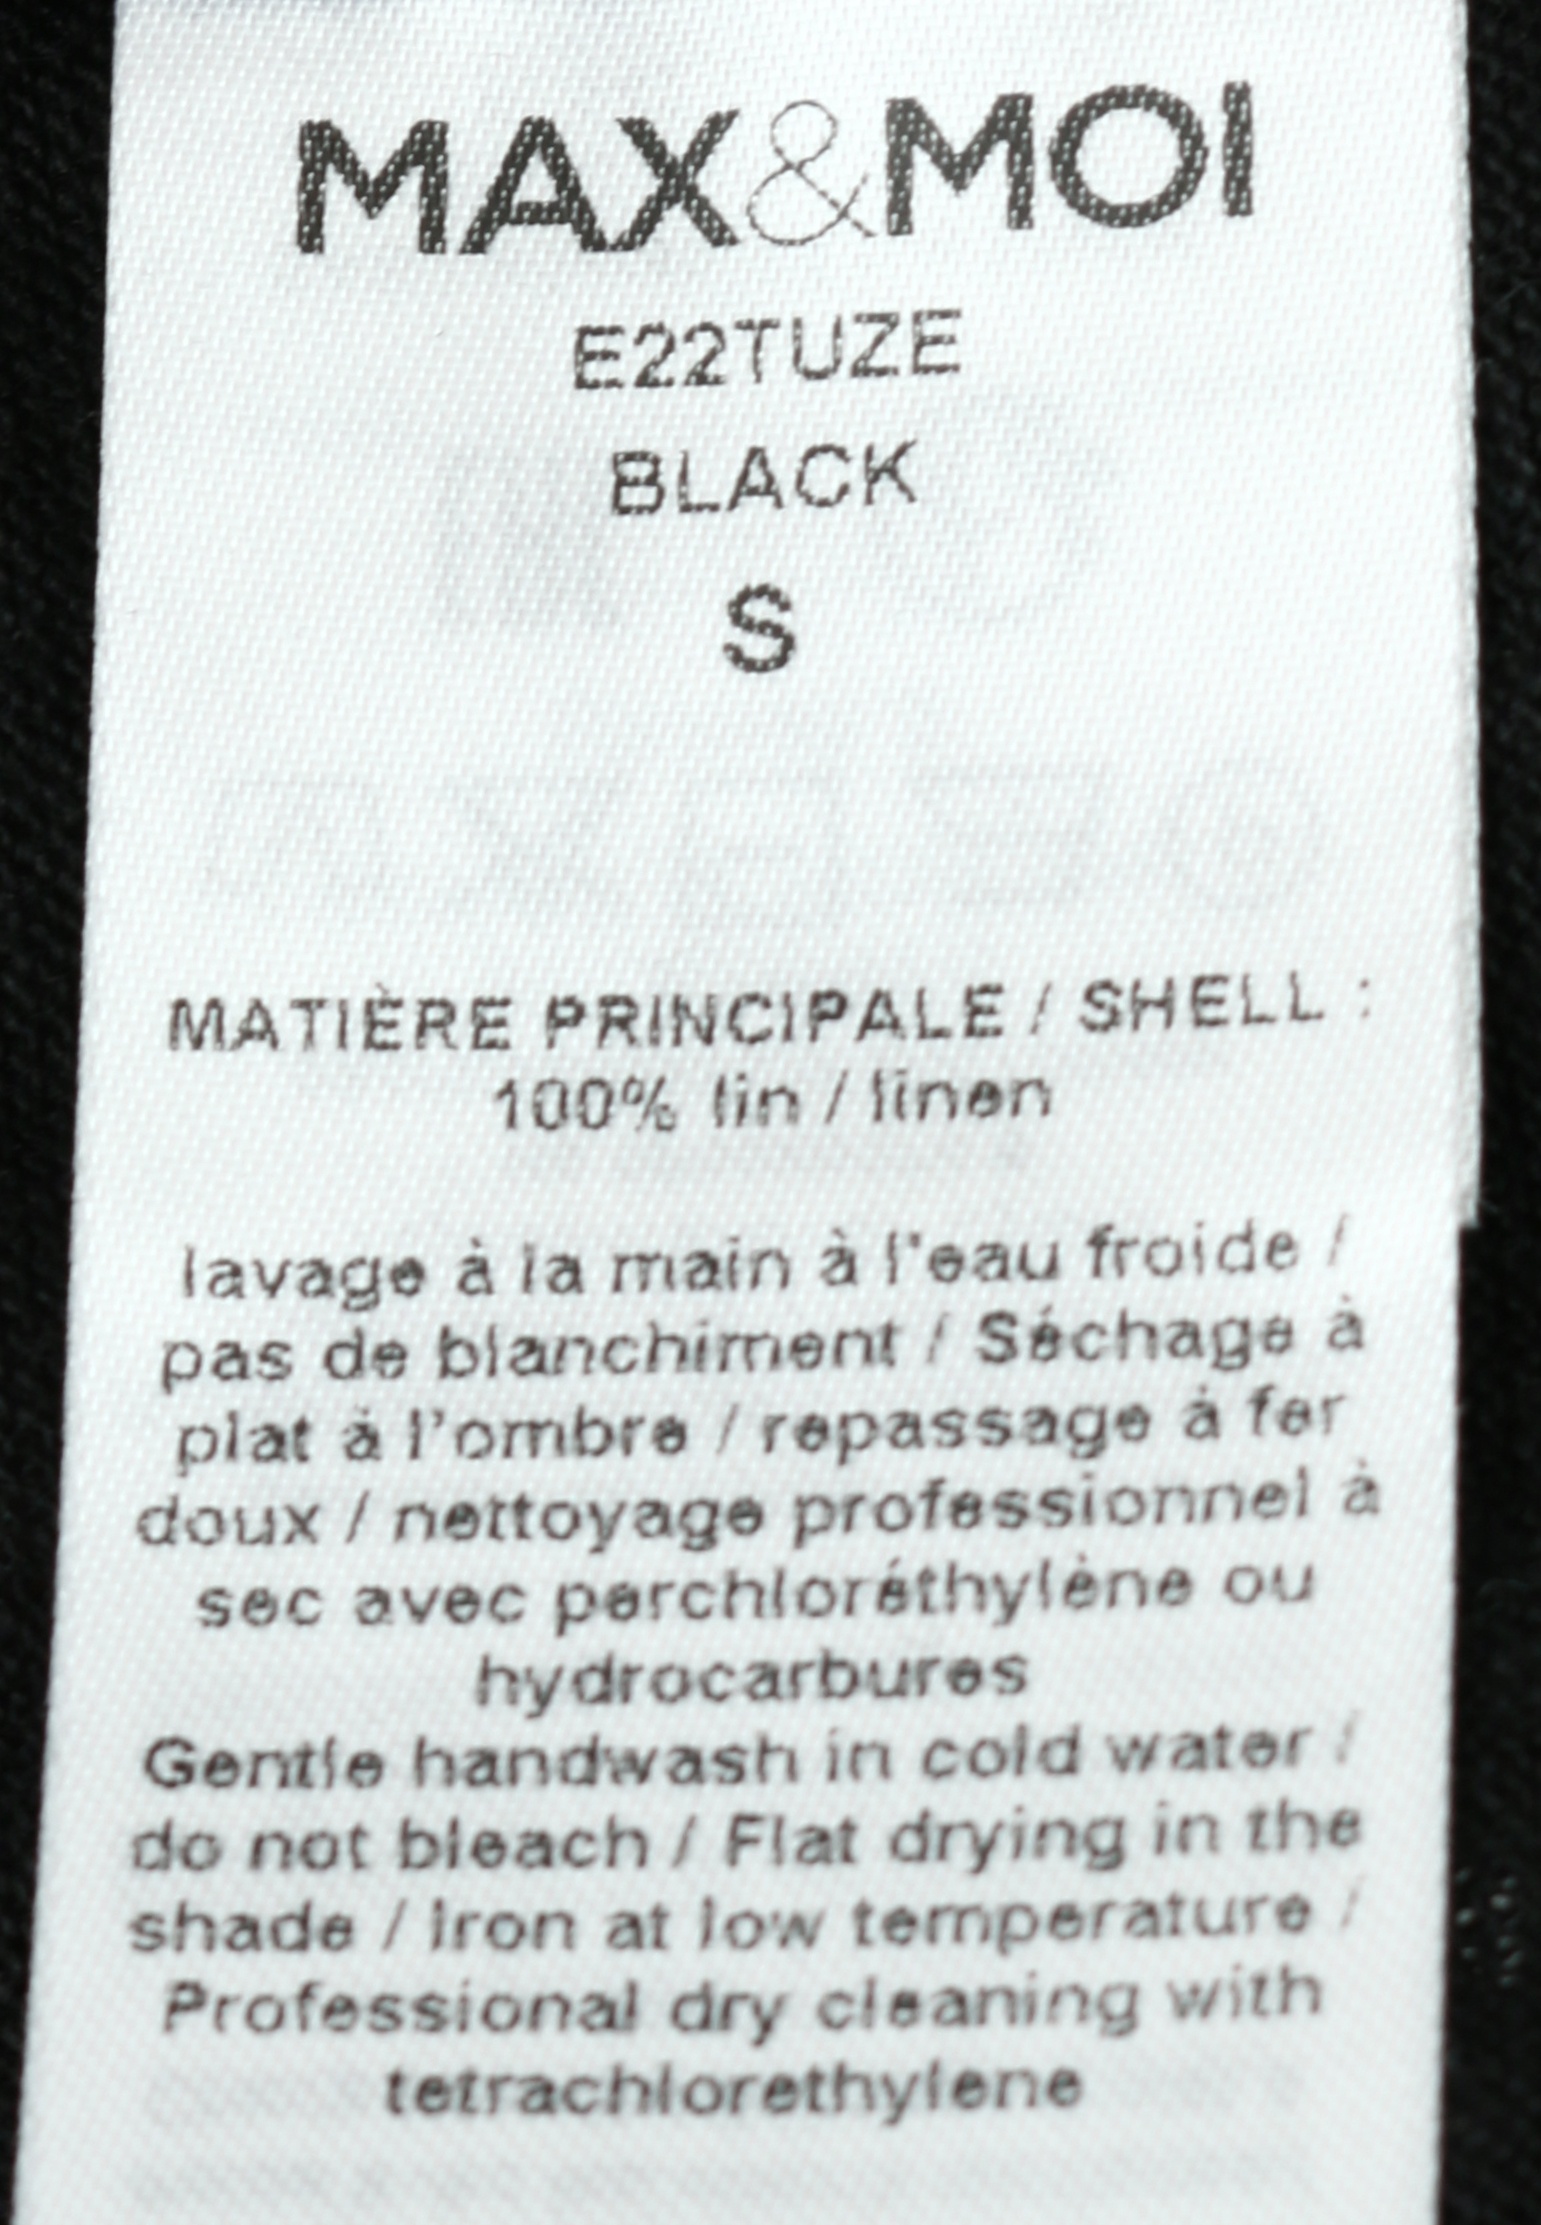 MAX&MOI
E22TUZE
BLACK
S
MATIÈRE PRINCIPALE / SHELL :
100% lin / linen
lavage à la main à l'eau froide /
pas de blanchiment / Séchage à
plat à l'ombre / repassage à fer
doux / nettoyage professionnel à
sec avec perchloréthylène ou
hydrocarbures
Gentle handwash in cold water /
do not bleach / Flat drying in the
shade / Iron at low temperature /
Professional dry cleaning with
tetrachlorethylene